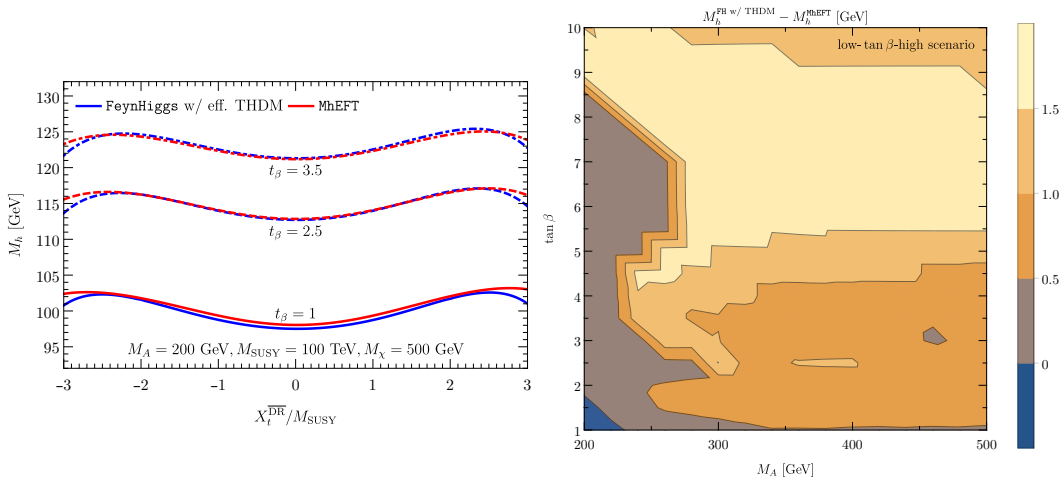 FeynHiggs w/ eff. THDM MhEFT
130
125
120
115
110
105
100
95
M_h [GeV]
t_β = 3.5
t_β = 2.5
t_β = 1
M_A = 200 GeV, M_SUSY = 100 TeV, M_χ = 500 GeV
−3 −2 −1 0 1 2 3
X_t^DR̅/M_SUSY
M_h^FH w/ THDM − M_h^MhEFT [GeV]
low-tan β-high scenario
10
9
8
7
6
5
4
3
2
1
tan β
200 300 400 500
M_A [GeV]
1.5
1.0
0.5
0